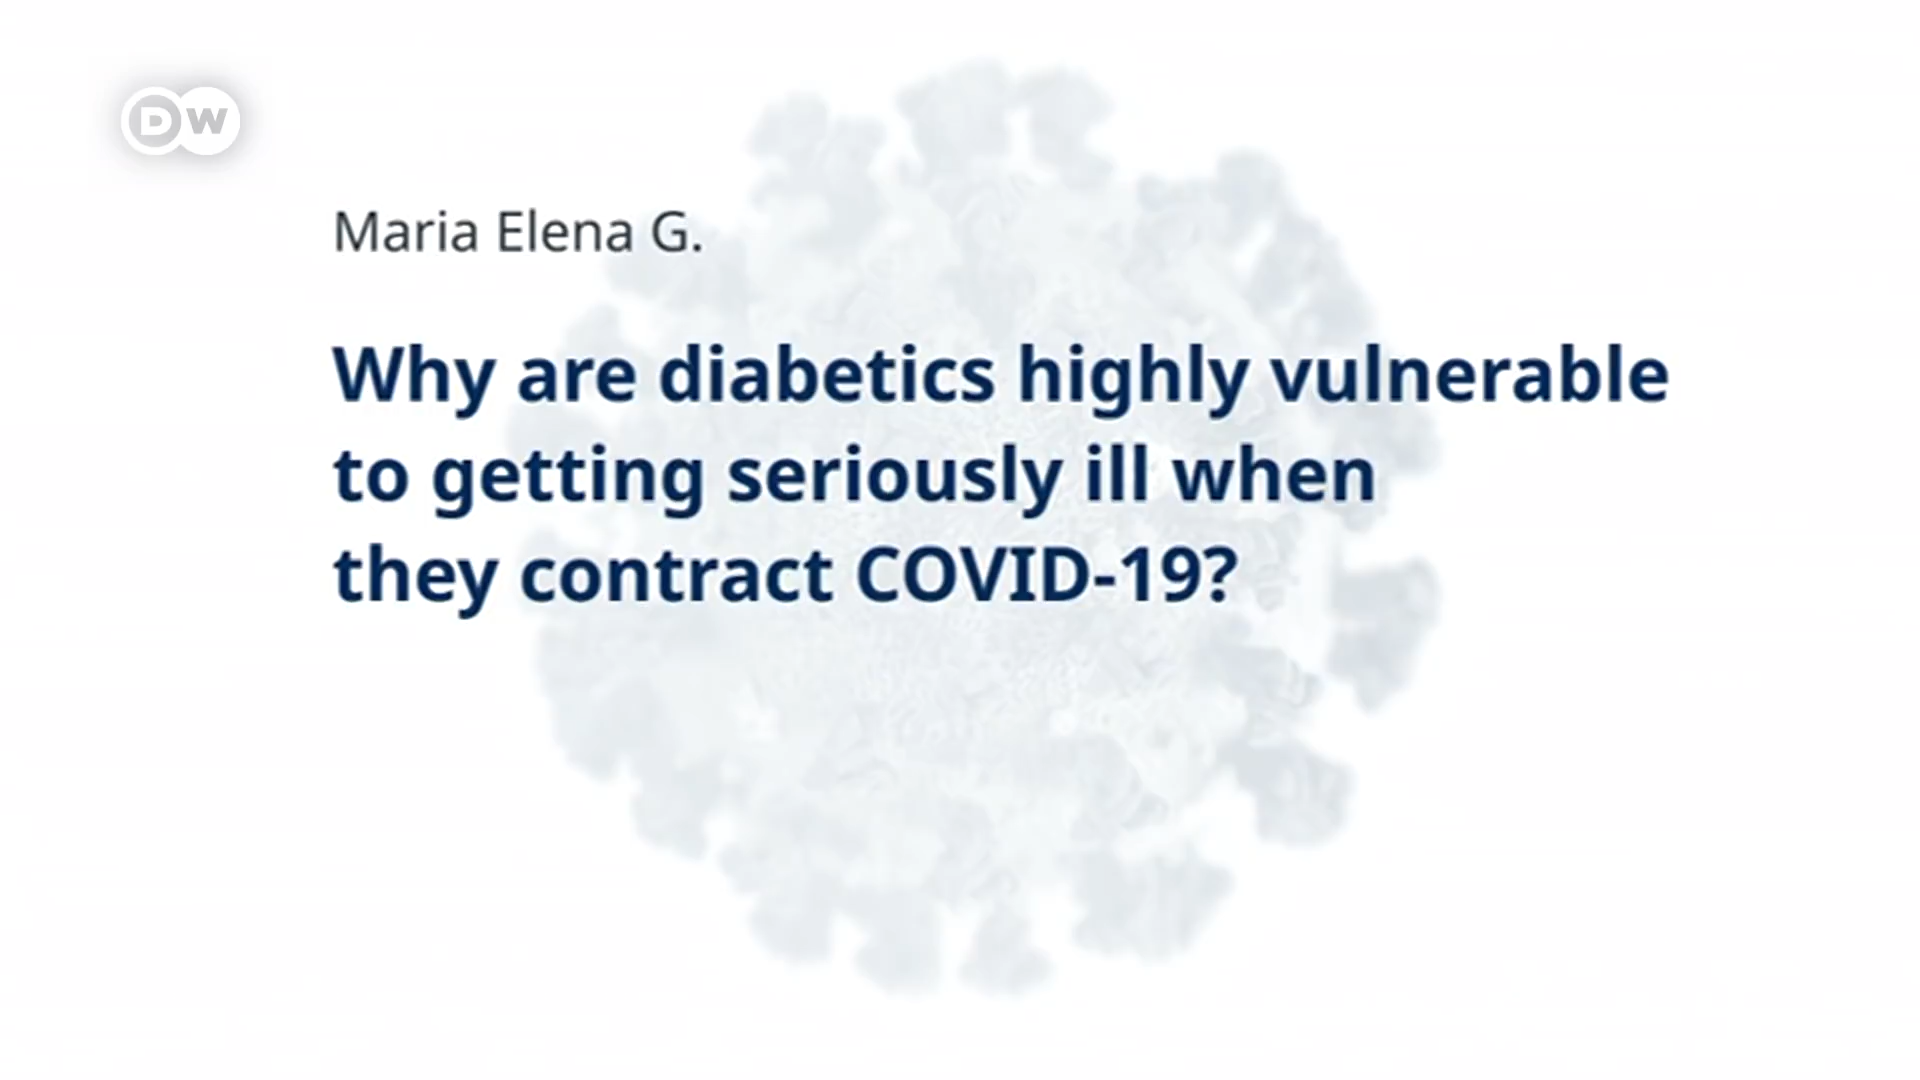 DW
Maria Elena G.
Why are diabetics highly vulnerable
to getting seriously ill when
they contract COVID-19?